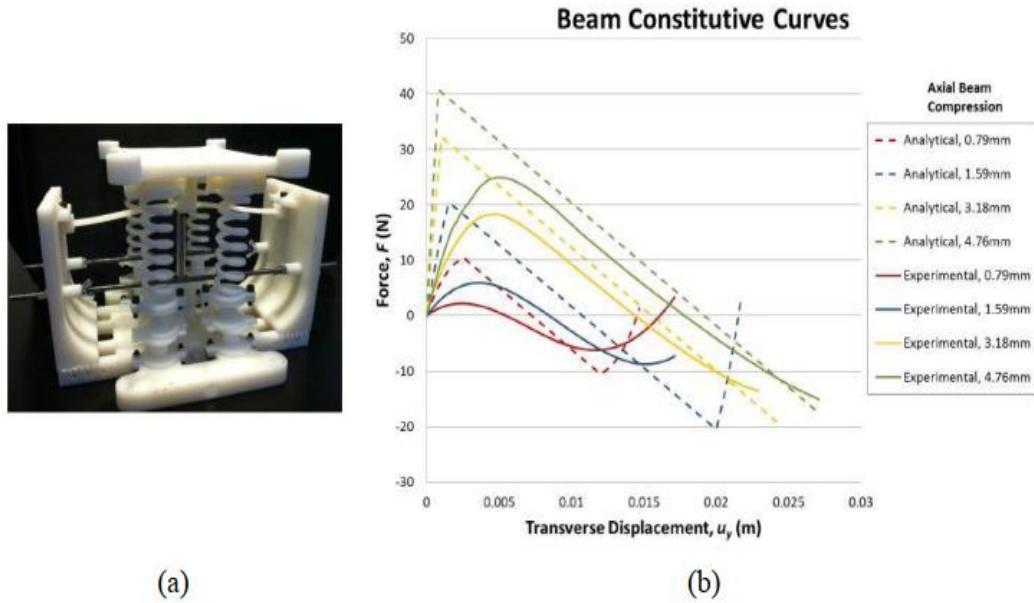 Beam Constitutive Curves
50
40
30
20
10
0
-10
-20
-30
Force, F (N)
0
0.005
0.01
0.015
0.02
0.025
0.03
Transverse Displacement, uy (m)
Axial Beam
Compression
Analytical, 0.79mm
Analytical, 1.59mm
Analytical, 3.18mm
Analytical, 4.76mm
Experimental, 0.79mm
Experimental, 1.59mm
Experimental, 3.18mm
Experimental, 4.76mm
(a)
(b)